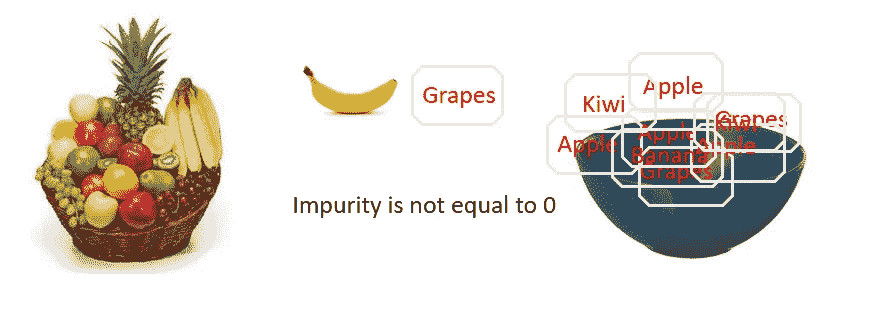 Grapes
Impurity is not equal to 0
Kiwi
Apple
Apple
Grapes
Kiwi
Apple
Apple
Banana
Grapes